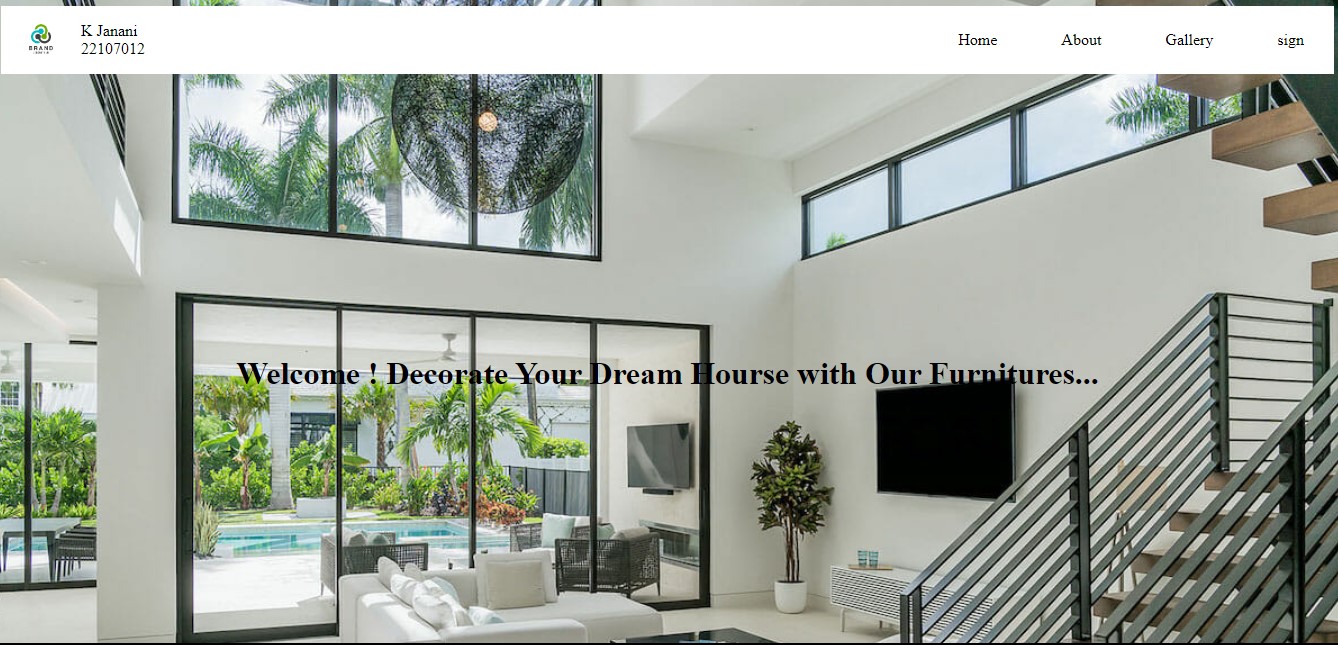 BRAND
K Janani
22107012
Home
About
Gallery
sign
Welcome ! Decorate Your Dream Hourse with Our Furnitures...